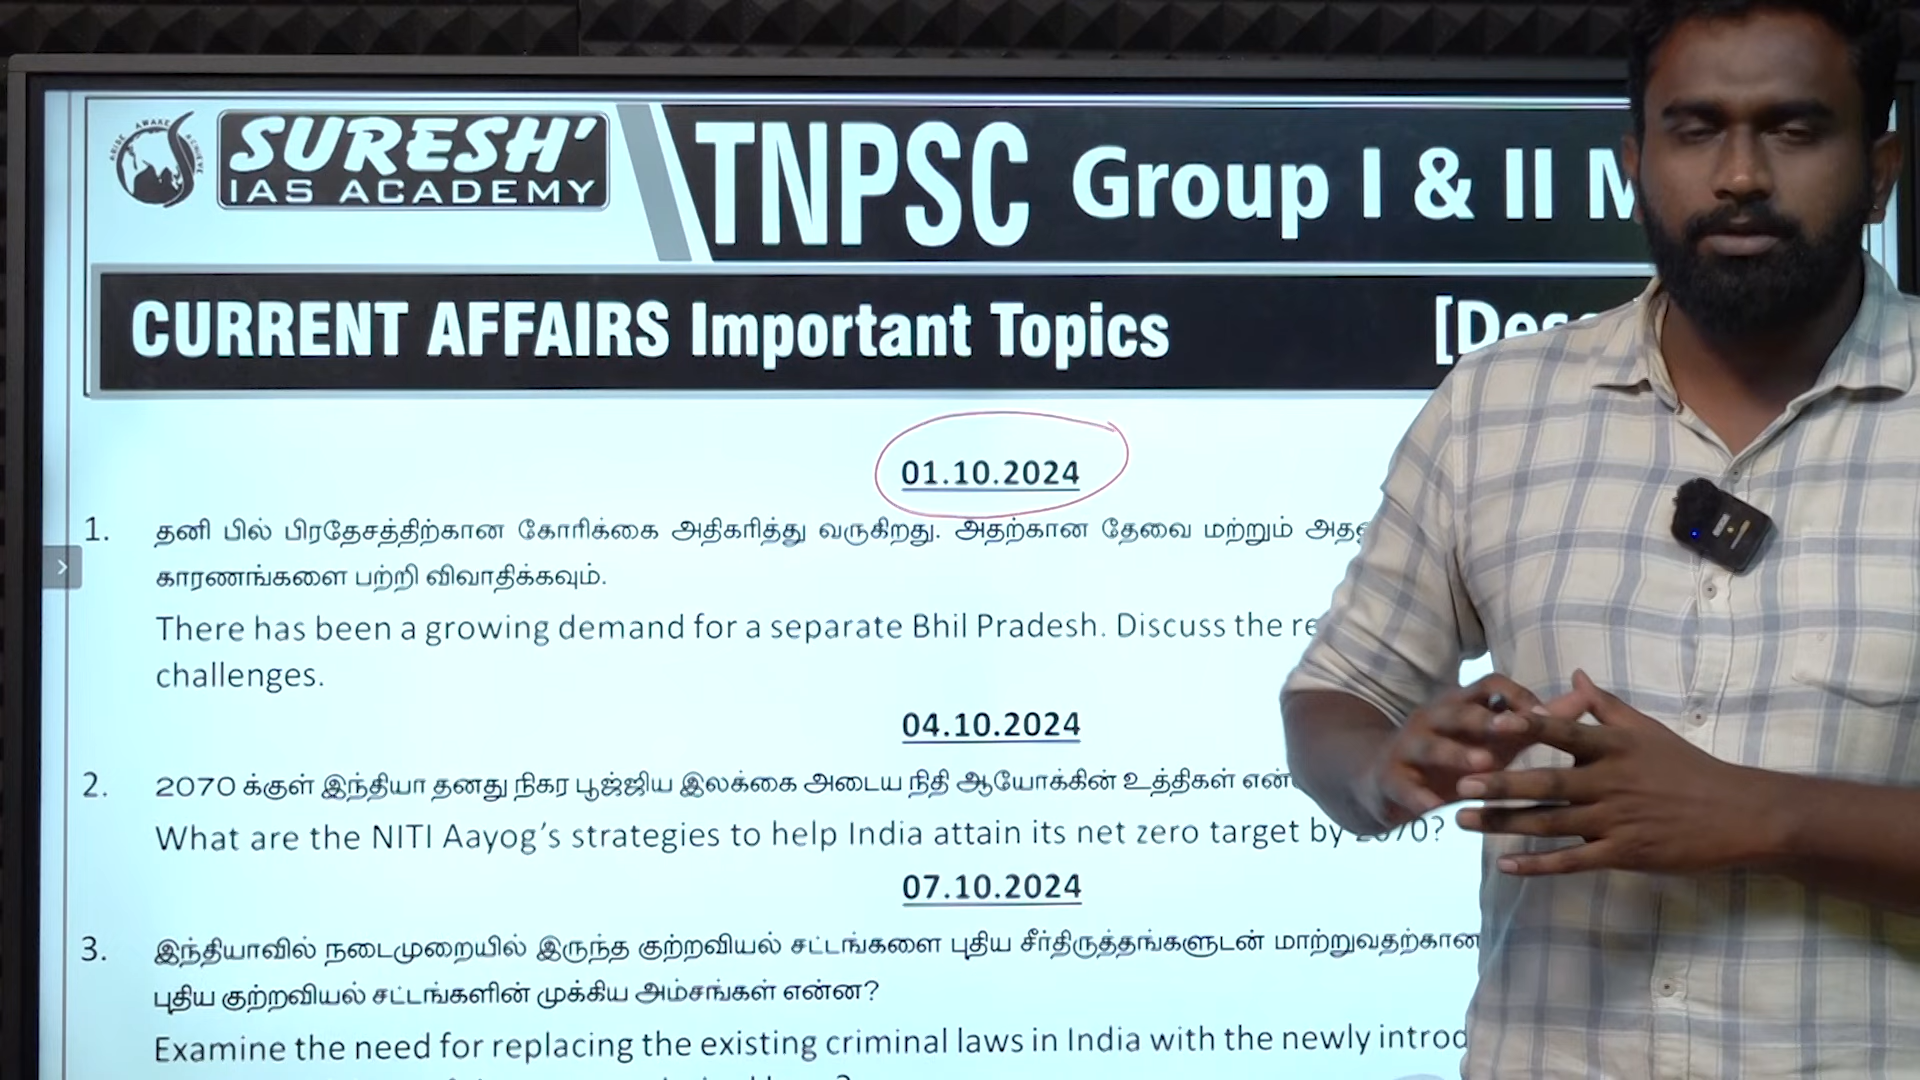 ARISE AWAKE ACHIEVE
SURESH'
IAS ACADEMY
TNPSC Group I & II
CURRENT AFFAIRS Important Topics
01.10.2024
1. தனி பில் பிரதேசத்திற்கான கோரிக்கை அதிகரித்து வருகிறது. அதற்கான தேவை மற்றும்
காரணங்களை பற்றி விவாதிக்கவும்.
There has been a growing demand for a separate Bhil Pradesh. Discuss the
challenges.
04.10.2024
2. 2070 க்குள் இந்தியா தனது நிகர பூஜ்ஜிய இலக்கை அடைய நிதி ஆயோக்கின் உத்திகள்
What are the NITI Aayog's strategies to help India attain its net zero target by 2070?
07.10.2024
3. இந்தியாவில் நடைமுறையில் இருந்த குற்றவியல் சட்டங்களை புதிய சீர்திருத்தங்களுடன் மாற்றுவதற்கான
புதிய குற்றவியல் சட்டங்களின் முக்கிய அம்சங்கள் என்ன?
Examine the need for replacing the existing criminal laws in India with the newly